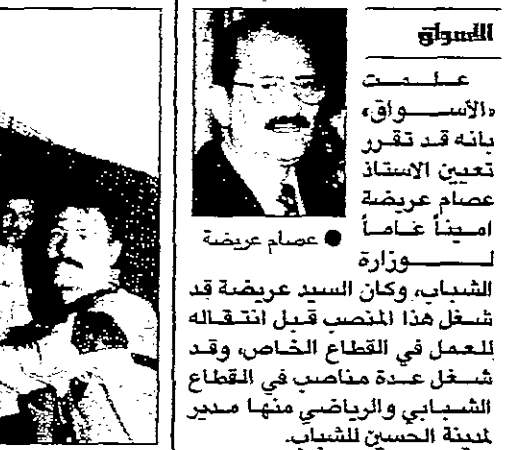 الأسواق
علمت
«الأسواق»
بانه قد تقرر
تعيين الاستاذ
عصام عريضة
اميناً عاماً
لوزارة
الشباب، وكان السيد عريضة قد
شغل هذا المنصب قبل انتقاله
للعمل في القطاع الخاص، وقد
شغل عدة مناصب في القطاع
الشبابي والرياضي منها مدير
لمدينة الحسين للشباب.
● عصام عريضة